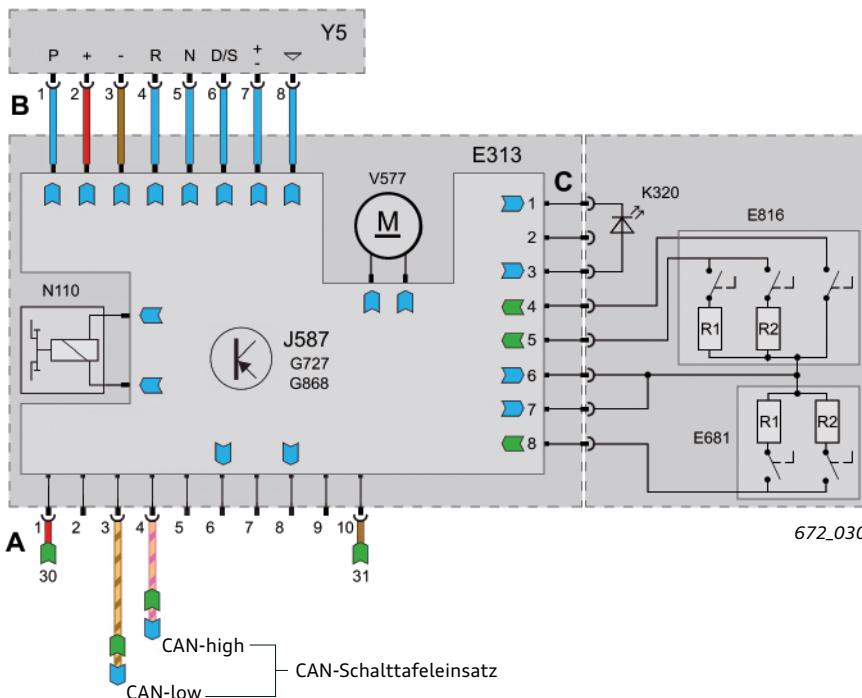 Y5
P + - R N D/S + -
1 2 3 4 5 6 7 8
B
E313
C
V577
M
K320
E816
N110
R1 R2
J587
G727
G868
1
2
3
4
5
6
7
8
E681
R1 R2
1 2 3 4 5 6 7 8 9 10
A
30
31
672_030
CAN-high
CAN-Schalttafeleinsatz
CAN-low